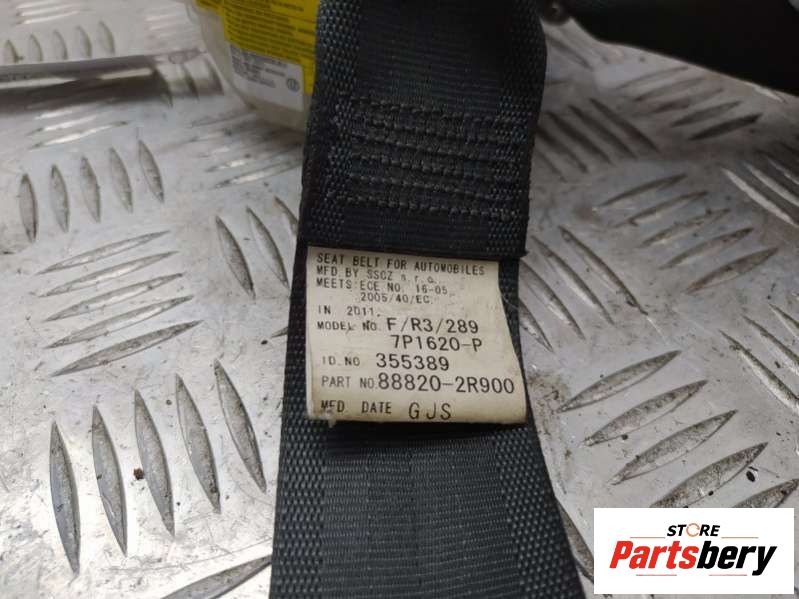 SEAT BELT FOR AUTOMOBILES
MFD. BY SSCZ s.r.o.
MEETS:ECE NO. 16-05,
2005/40/EC.
IN 2011.
MODEL NO. F/R3/289
7P1620-P
ID.NO. 355389
PART NO. 88820-2R900
MFD. DATE GJS
STORE
Partsbery